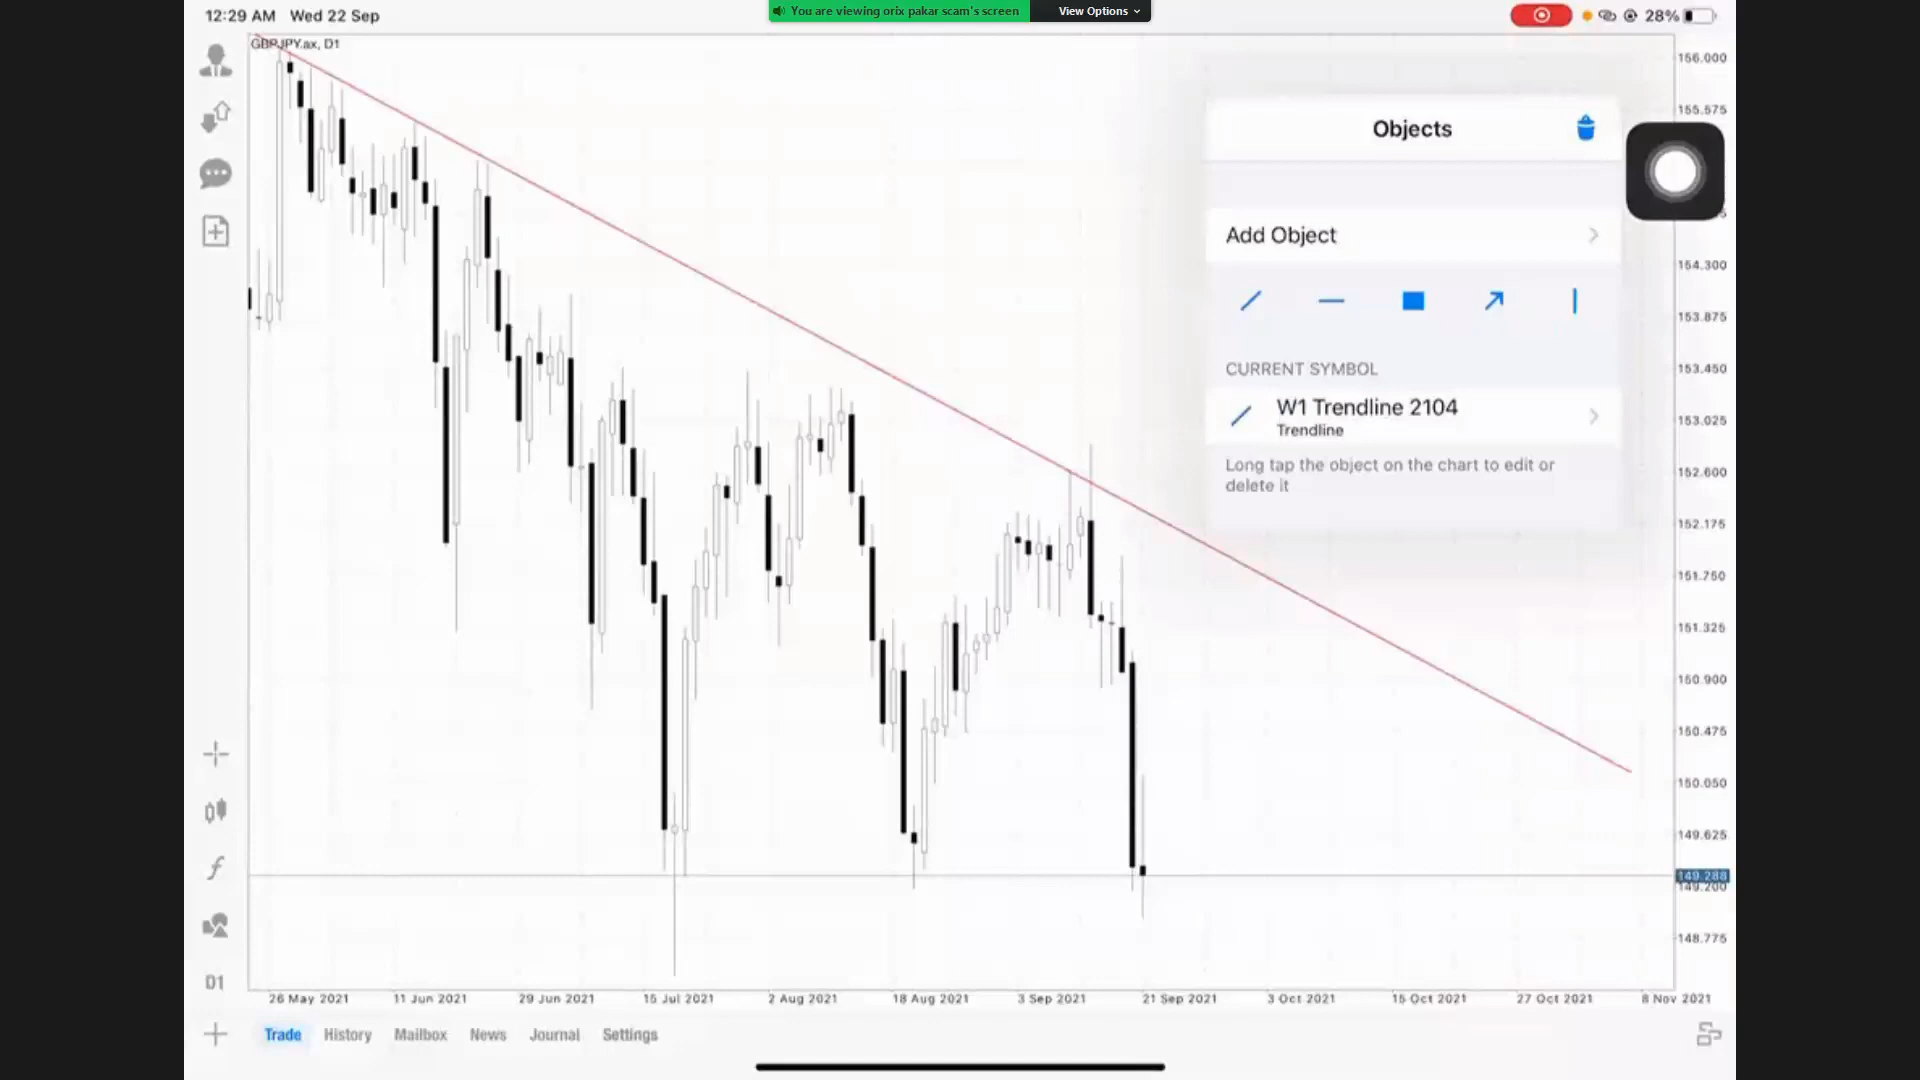 12:29 AM Wed 22 Sep
You are viewing orix pakar scam's screen
View Options
28%
GBPJPY.ax, D1
156.000
155.575
Objects
Add Object
154.300
153.875
CURRENT SYMBOL
153.450
W1 Trendline 2104
Trendline
153.025
Long tap the object on the chart to edit or
delete it
152.600
152.175
151.750
151.325
150.900
150.475
150.050
149.625
149.288
149.200
148.775
D1
26 May 2021
11 Jun 2021
29 Jun 2021
15 Jul 2021
2 Aug 2021
18 Aug 2021
3 Sep 2021
21 Sep 2021
3 Oct 2021
15 Oct 2021
27 Oct 2021
8 Nov 2021
Trade
History
Mailbox
News
Journal
Settings